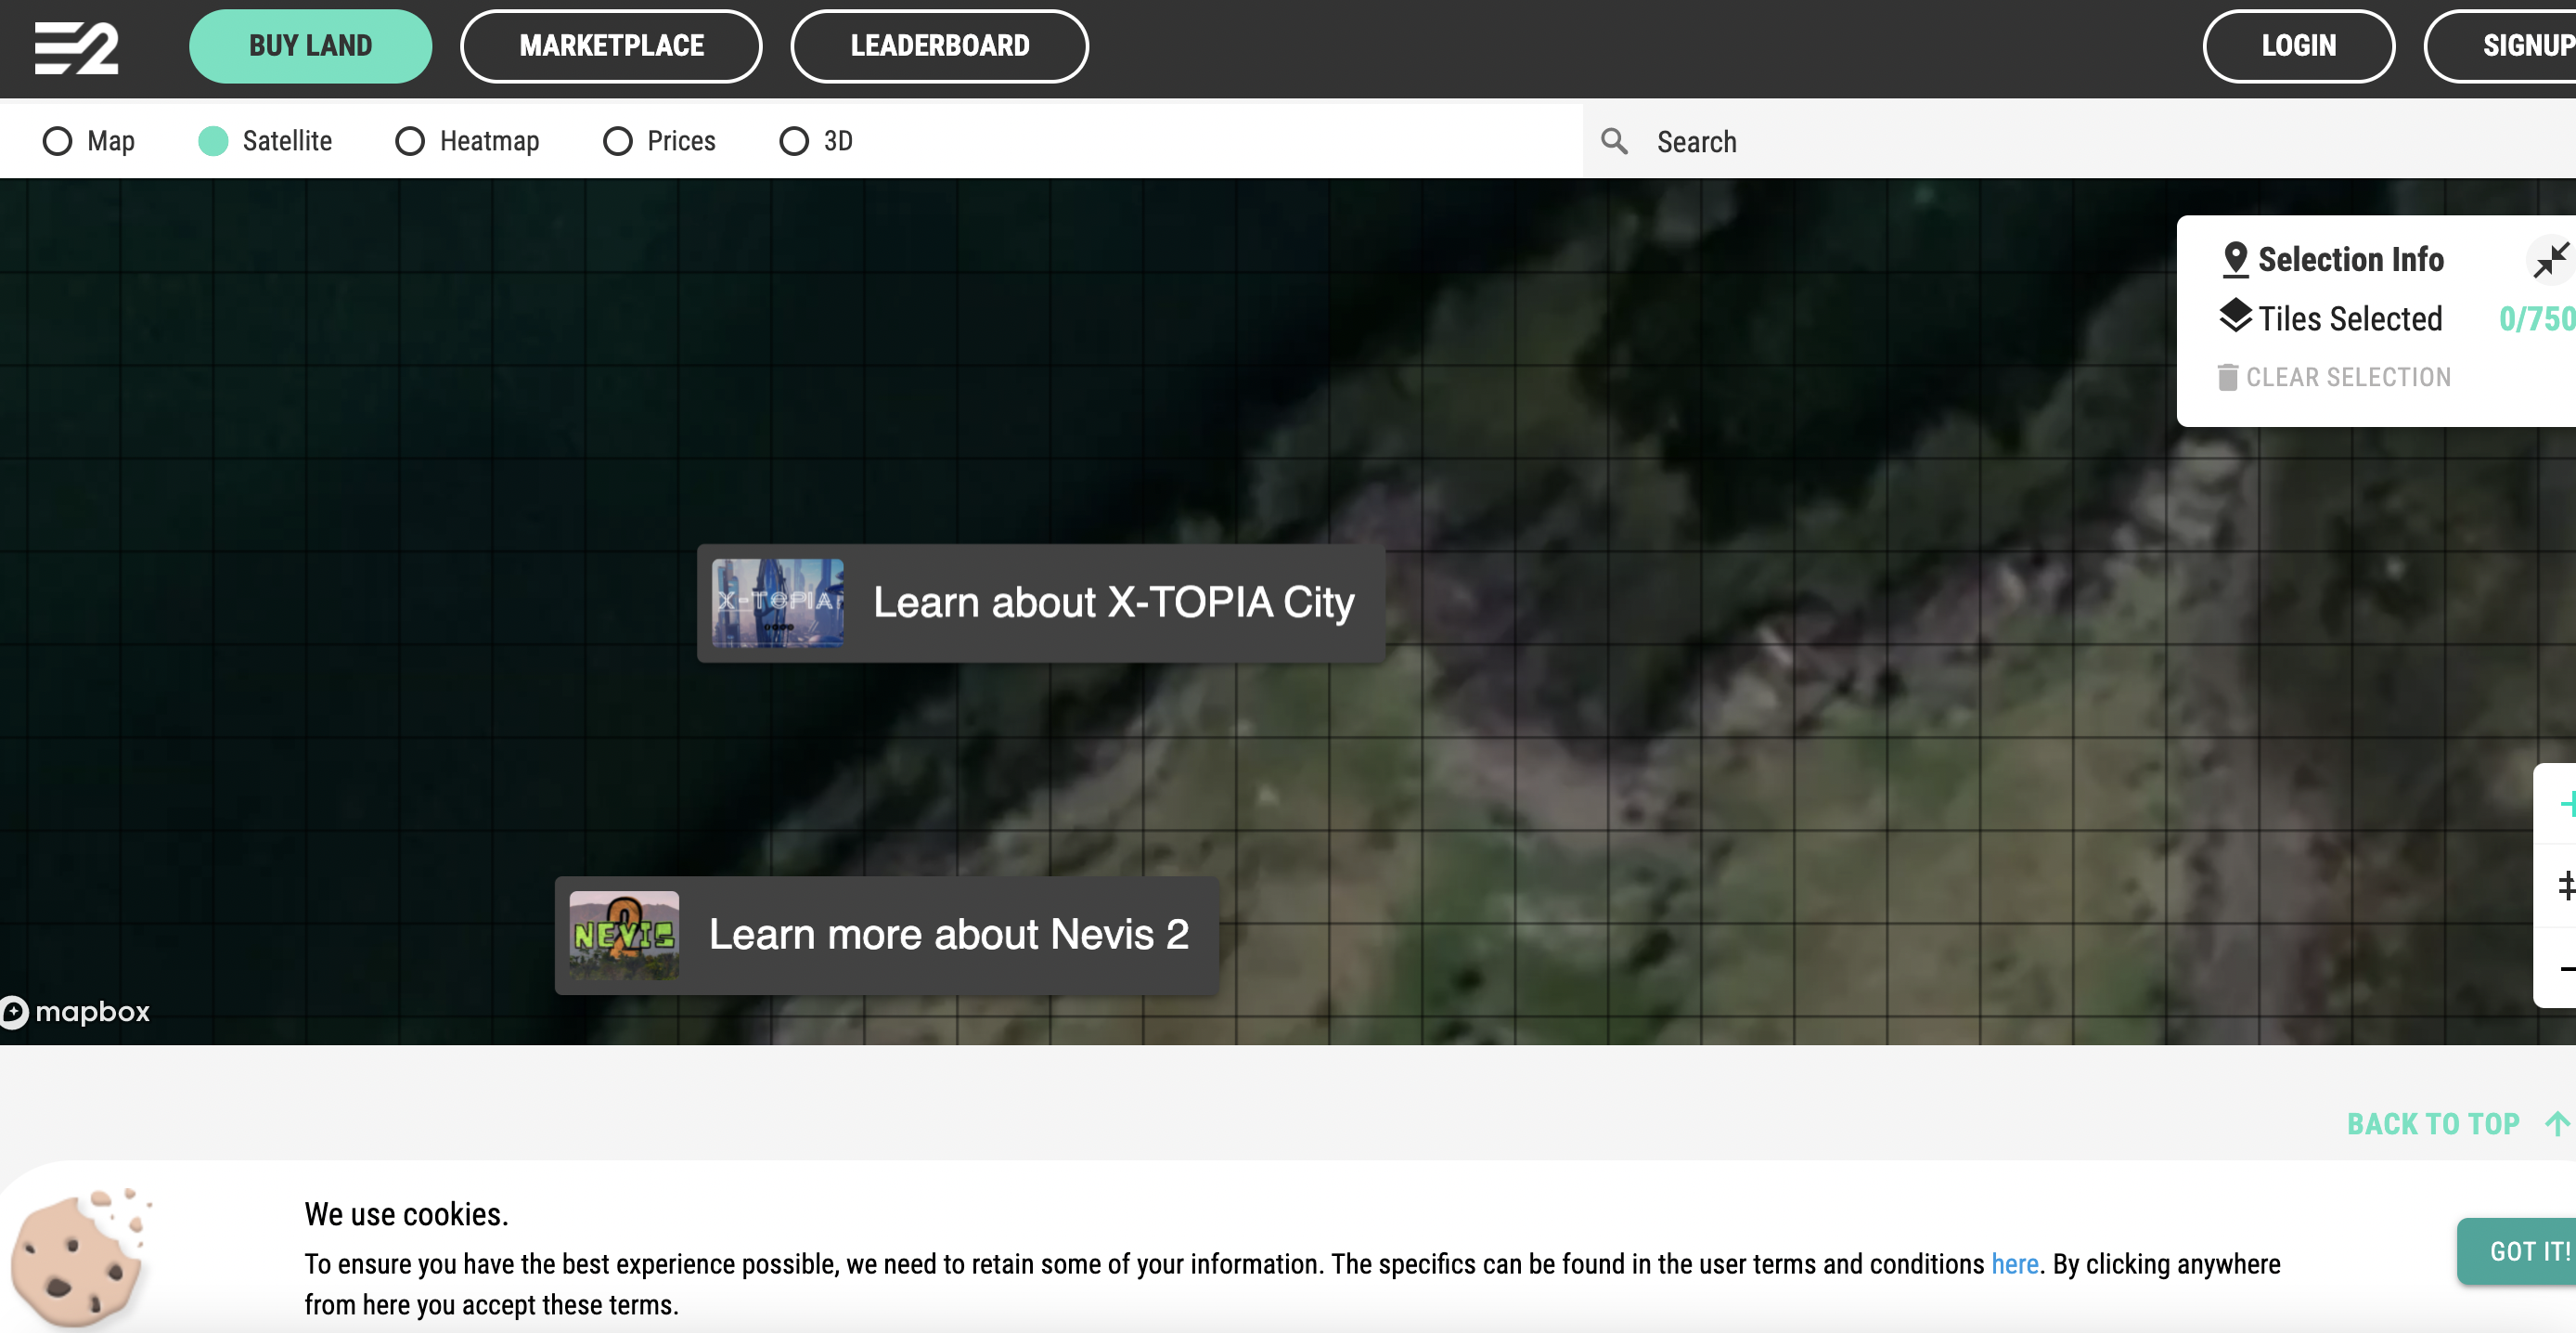 E2
BUY LAND
MARKETPLACE
LEADERBOARD
LOGIN
SIGNUP
Map
Satellite
Heatmap
Prices
3D
Search
Selection Info
Tiles Selected
0/750
CLEAR SELECTION
X-TOPIA
Learn about X-TOPIA City
NEVIS 2
Learn more about Nevis 2
mapbox
BACK TO TOP
We use cookies.
To ensure you have the best experience possible, we need to retain some of your information. The specifics can be found in the user terms and conditions here. By clicking anywhere
from here you accept these terms.
GOT IT!